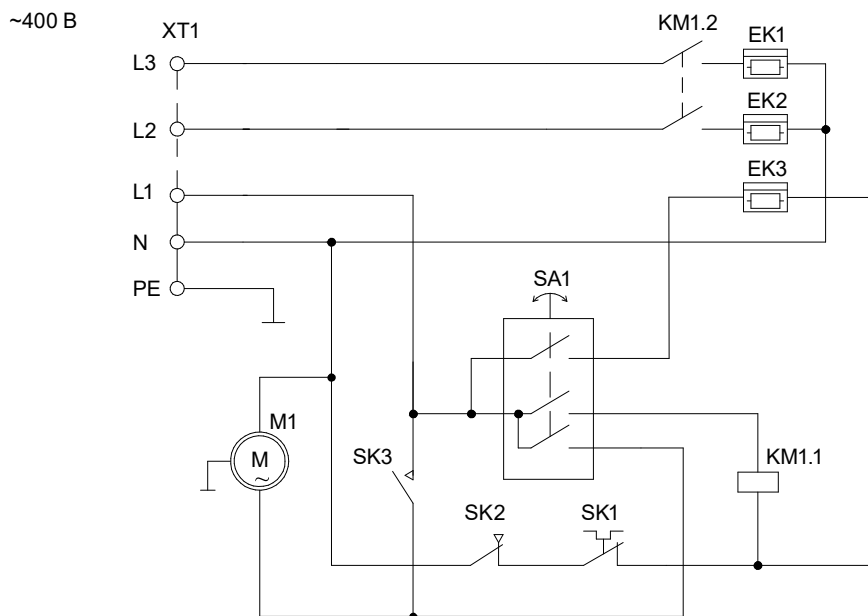 ~400 В
XT1
KM1.2
EK1
L3
EK2
L2
EK3
L1
N
SA1
PE
M1
M
~
SK3
KM1.1
SK2
SK1